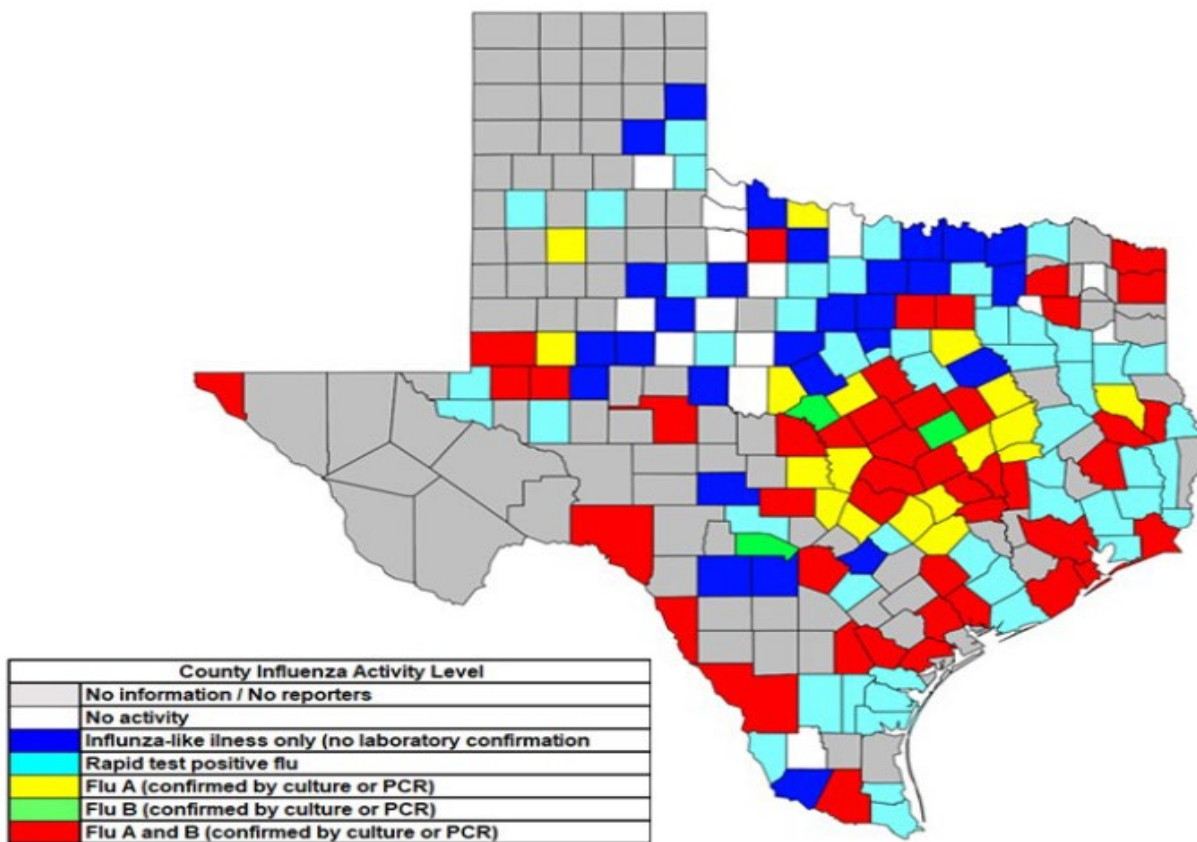 County Influenza Activity Level
No information / No reporters
No activity
Influnza-like ilness only (no laboratory confirmation
Rapid test positive flu
Flu A (confirmed by culture or PCR)
Flu B (confirmed by culture or PCR)
Flu A and B (confirmed by culture or PCR)